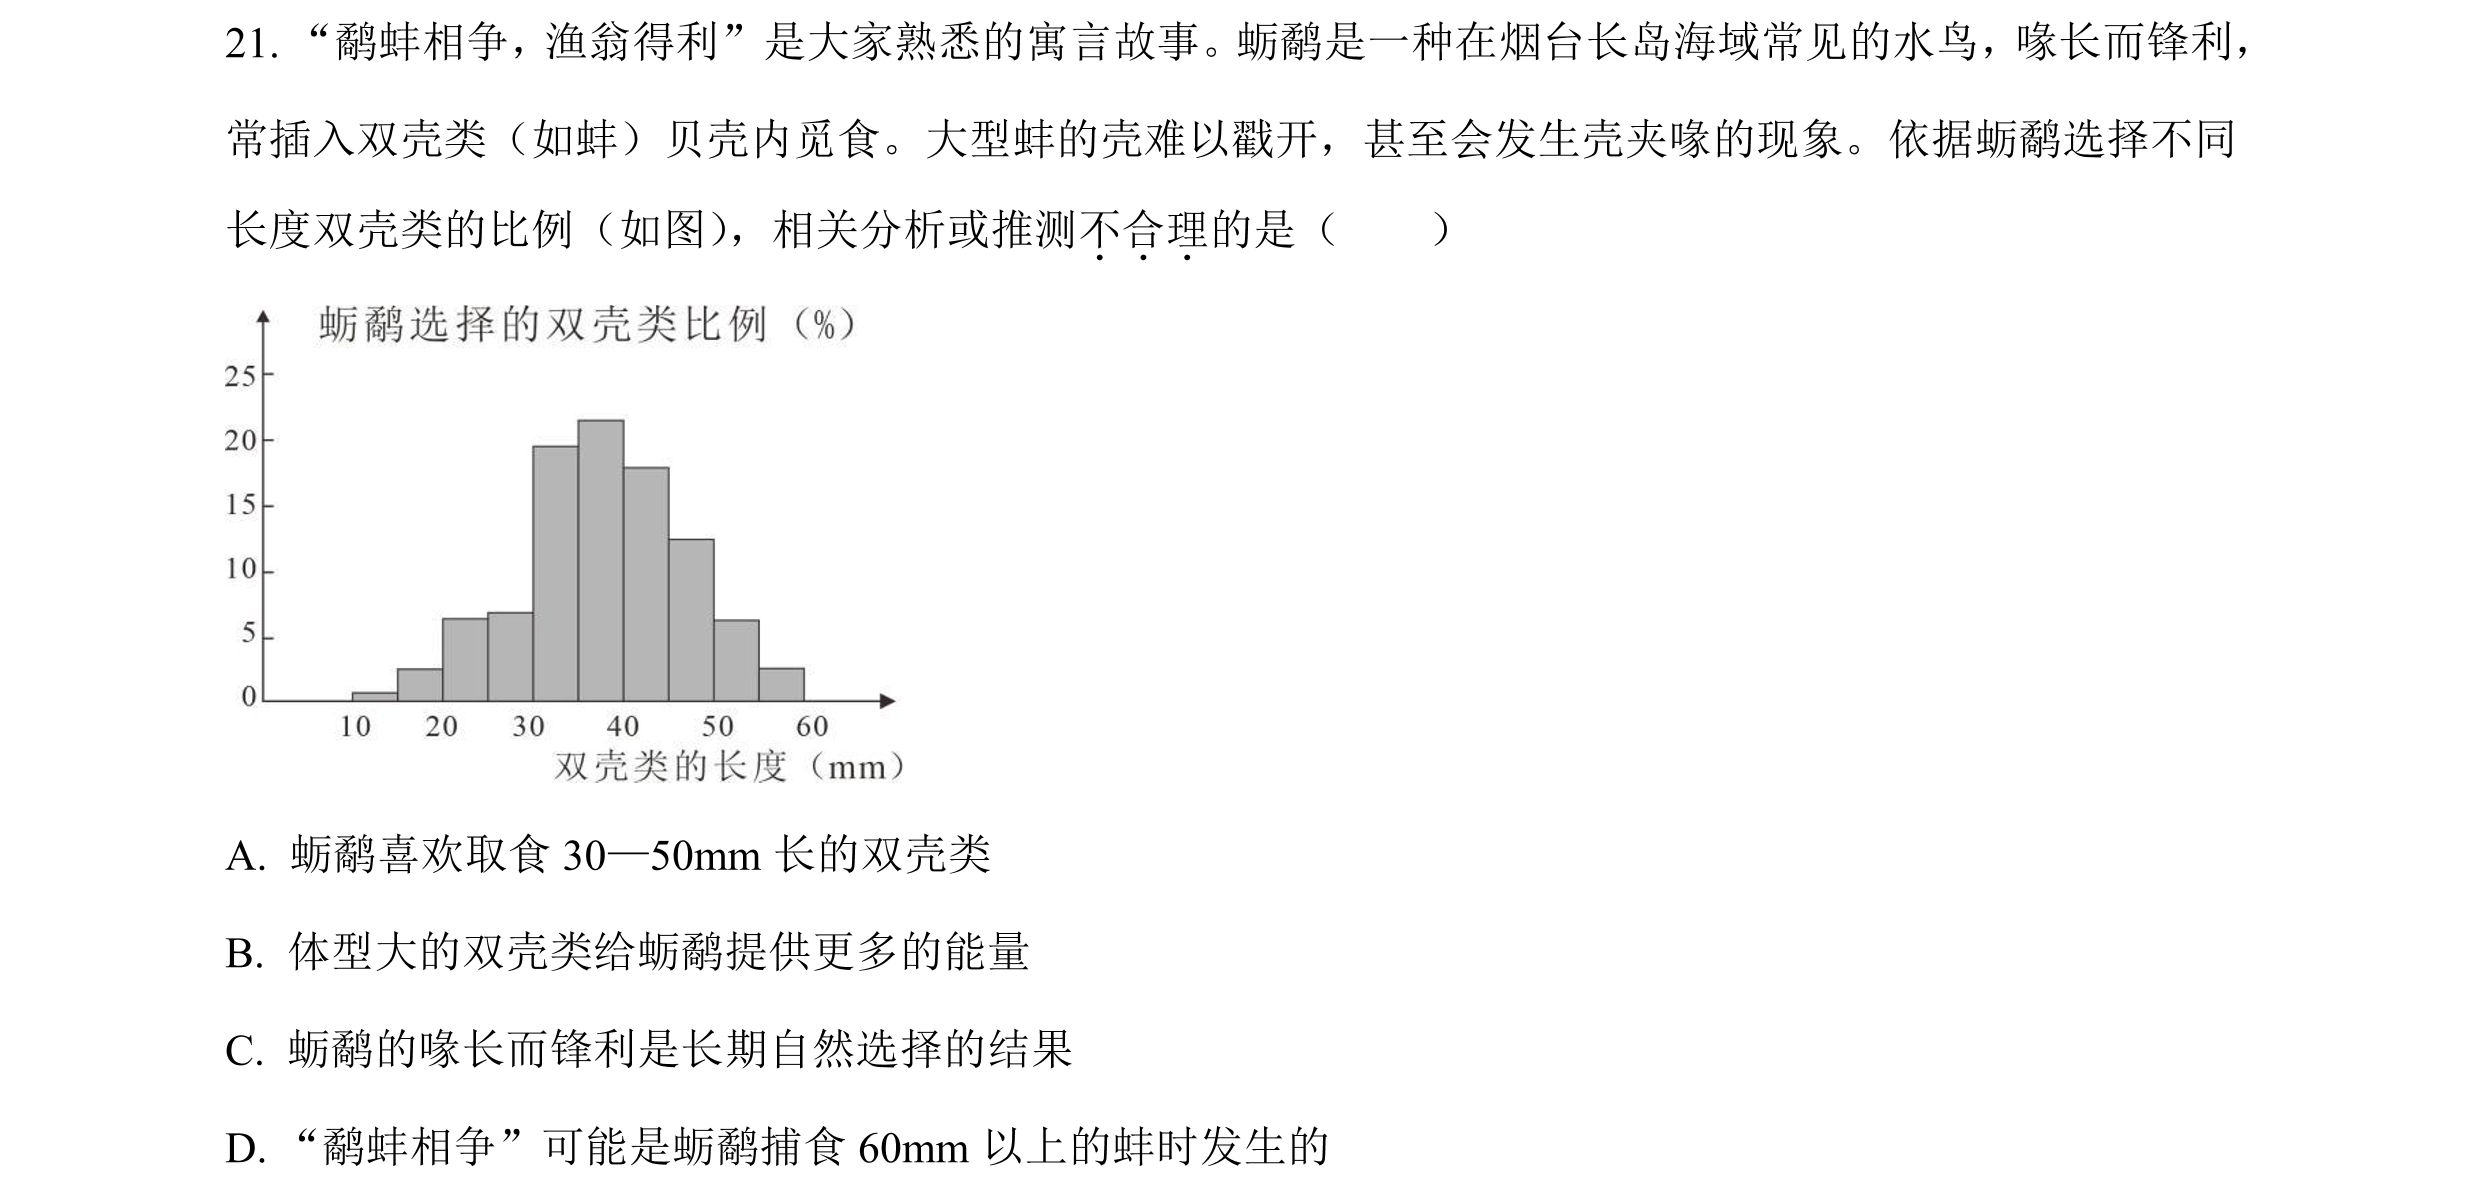 21. “鹬蚌相争，渔翁得利”是大家熟悉的寓言故事。蛎鹬是一种在烟台长岛海域常见的水鸟，喙长而锋利，
常插入双壳类（如蚌）贝壳内觅食。大型蚌的壳难以戳开，甚至会发生壳夹喙的现象。依据蛎鹬选择不同
长度双壳类的比例（如图），相关分析或推测不合理的是（　　）
蛎鹬选择的双壳类比例（%）
25
20
15
10
5
0
10 20 30 40 50 60
双壳类的长度（mm）
A. 蛎鹬喜欢取食 30—50mm 长的双壳类
B. 体型大的双壳类给蛎鹬提供更多的能量
C. 蛎鹬的喙长而锋利是长期自然选择的结果
D. “鹬蚌相争”可能是蛎鹬捕食 60mm 以上的蚌时发生的